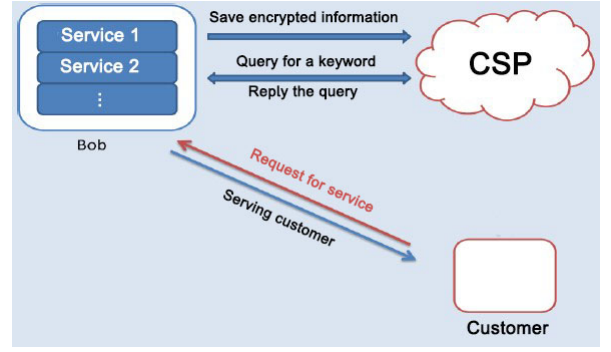 Service 1
Service 2
⋮
Bob
Save encrypted information
Query for a keyword
Reply the query
CSP
Request for service
Serving customer
Customer